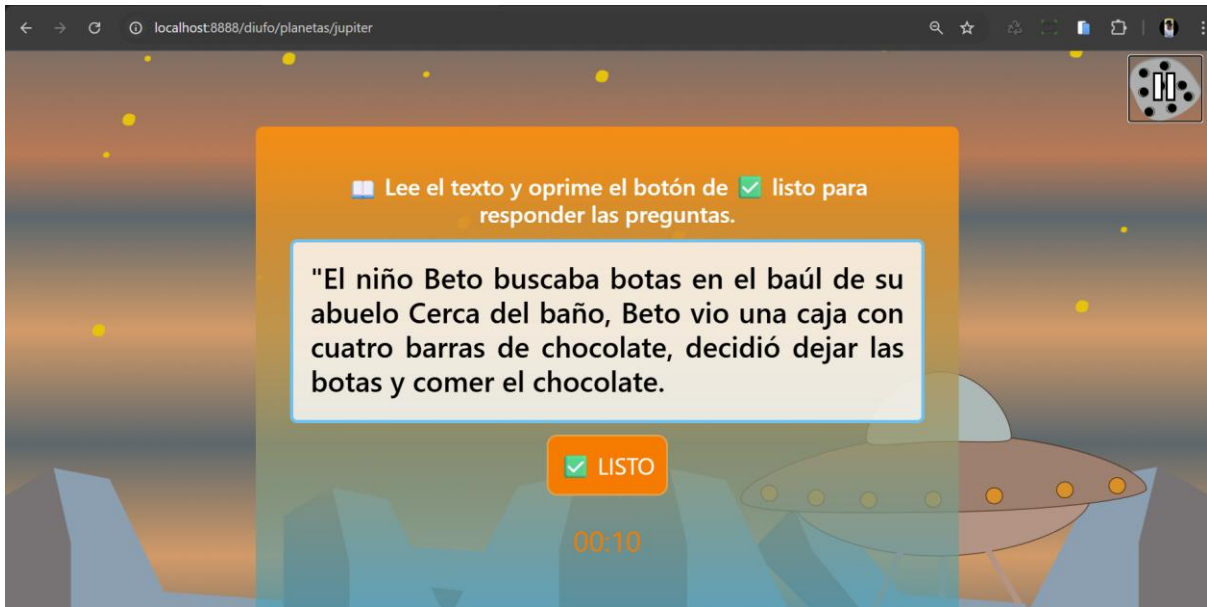 localhost:8888/diufo/planetas/jupiter
📖 Lee el texto y oprime el botón de ✅ listo para
responder las preguntas.
"El niño Beto buscaba botas en el baúl de su
abuelo Cerca del baño, Beto vio una caja con
cuatro barras de chocolate, decidió dejar las
botas y comer el chocolate.
✅ LISTO
00:10